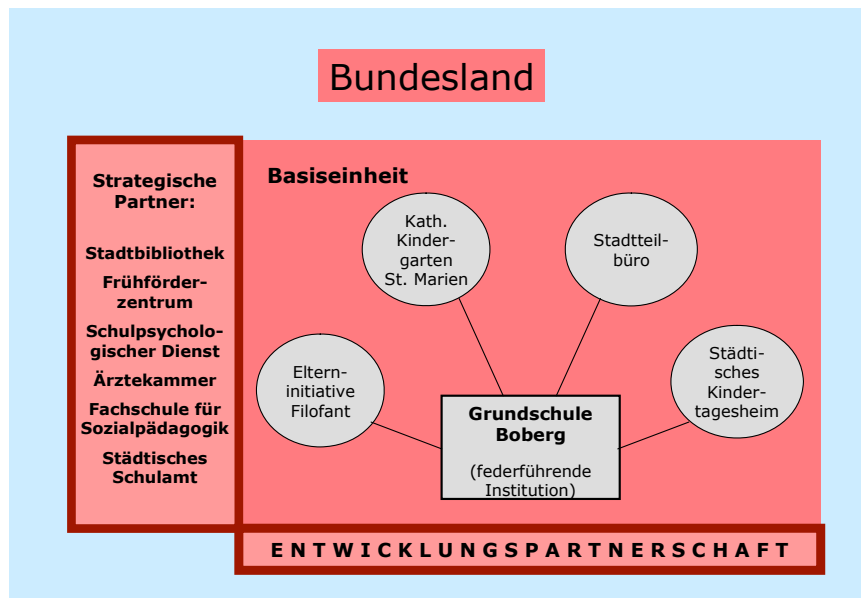 Bundesland
Strategische
Partner:
Stadtbibliothek
Frühförder-
zentrum
Schulpsycholo-
gischer Dienst
Ärztekammer
Fachschule für
Sozialpädagogik
Städtisches
Schulamt
Basiseinheit
Kath.
Kinder-
garten
St. Marien
Stadtteil-
büro
Eltern-
initiative
Filofant
Städti-
sches
Kinder-
tagesheim
Grundschule
Boberg
(federführende
Institution)
ENTWICKLUNGSPARTNERSCHAFT